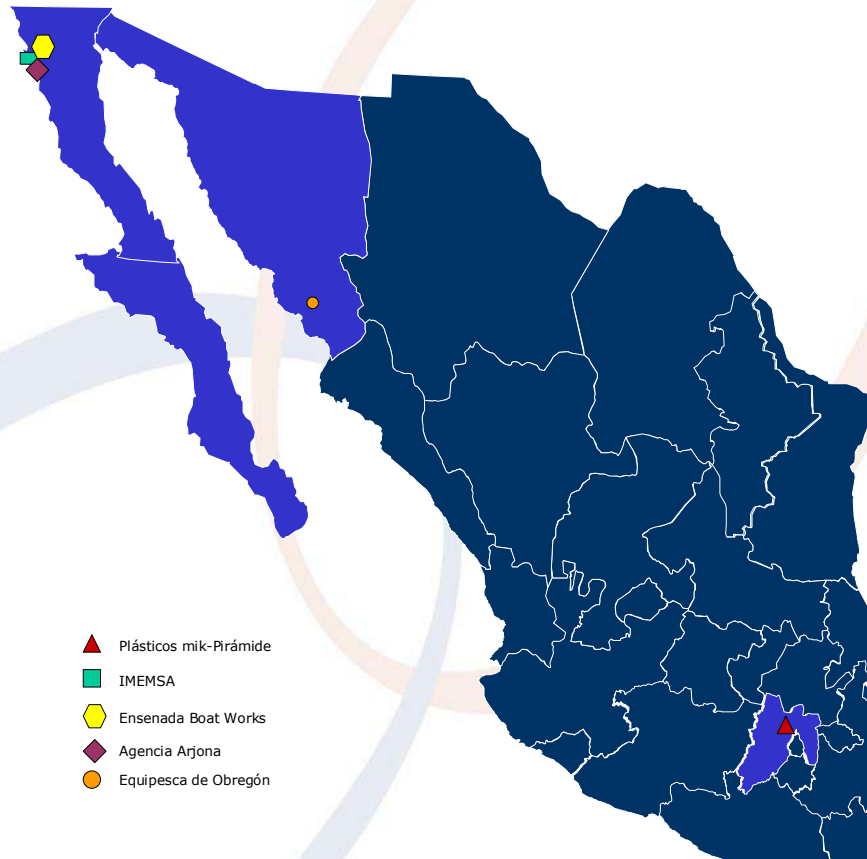 Plásticos mik-Pirámide
IMEMSA
Ensenada Boat Works
Agencia Arjona
Equipesca de Obregón